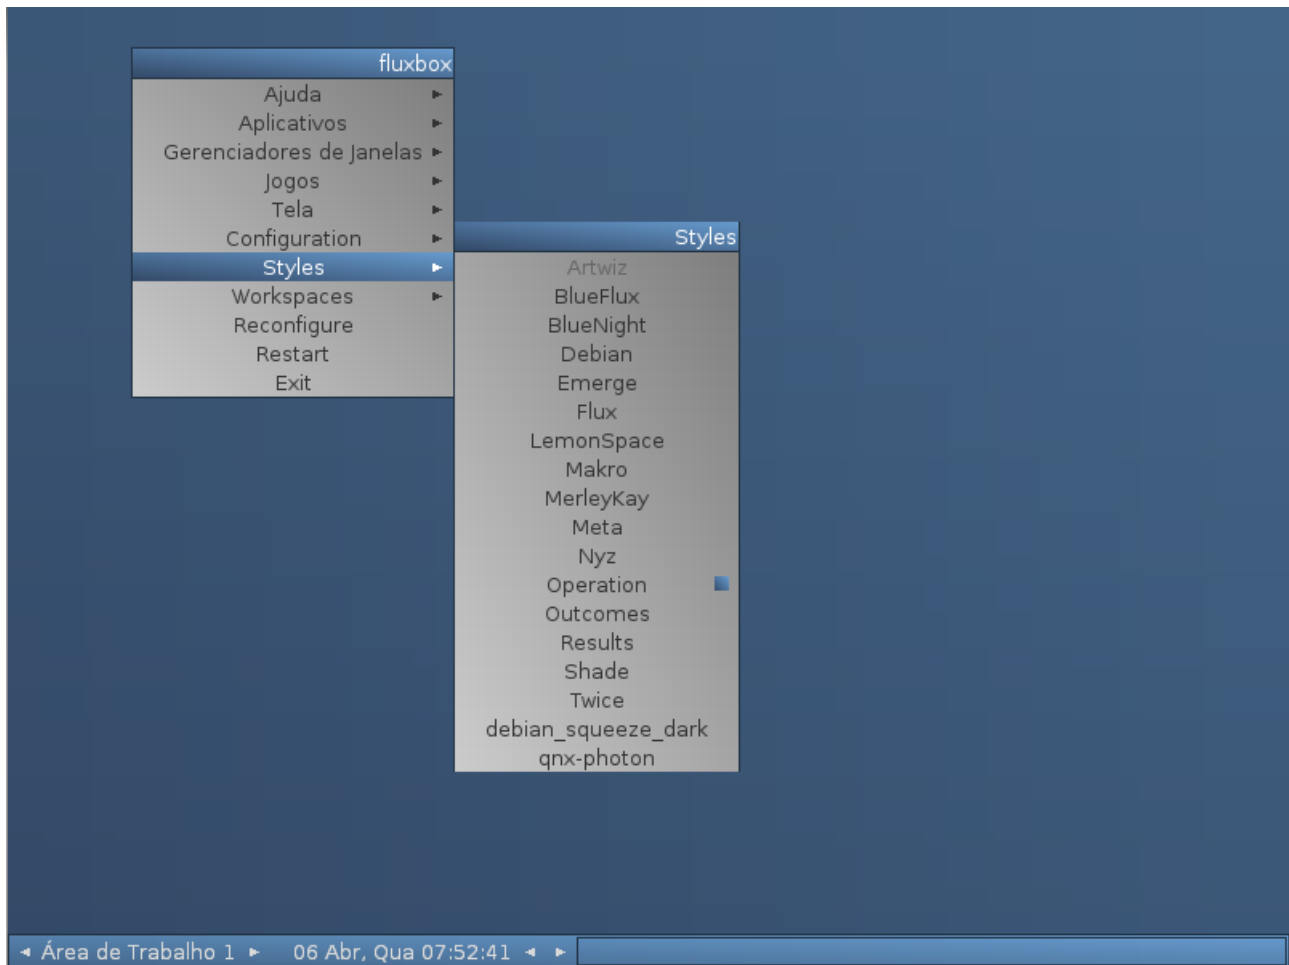 fluxbox
Ajuda
Aplicativos
Gerenciadores de Janelas
Jogos
Tela
Configuration
Styles
Workspaces
Reconfigure
Restart
Exit
Styles
Artwiz
BlueFlux
BlueNight
Debian
Emerge
Flux
LemonSpace
Makro
MerleyKay
Meta
Nyz
Operation
Outcomes
Results
Shade
Twice
debian_squeeze_dark
qnx-photon
Área de Trabalho 1 06 Abr, Qua 07:52:41